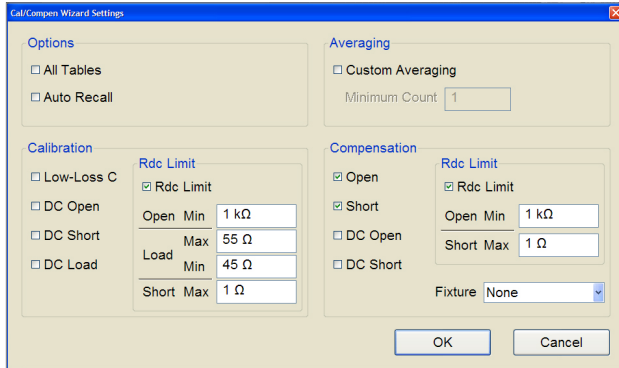 Cal/Compen Wizard Settings
Options
All Tables
Auto Recall
Averaging
Custom Averaging
Minimum Count 1
Calibration
Low-Loss C
DC Open
DC Short
DC Load
Rdc Limit
Rdc Limit
Open Min 1 kΩ
Load Max 55 Ω
Min 45 Ω
Short Max 1 Ω
Compensation
Open
Short
DC Open
DC Short
Rdc Limit
Rdc Limit
Open Min 1 kΩ
Short Max 1 Ω
Fixture None
OK Cancel